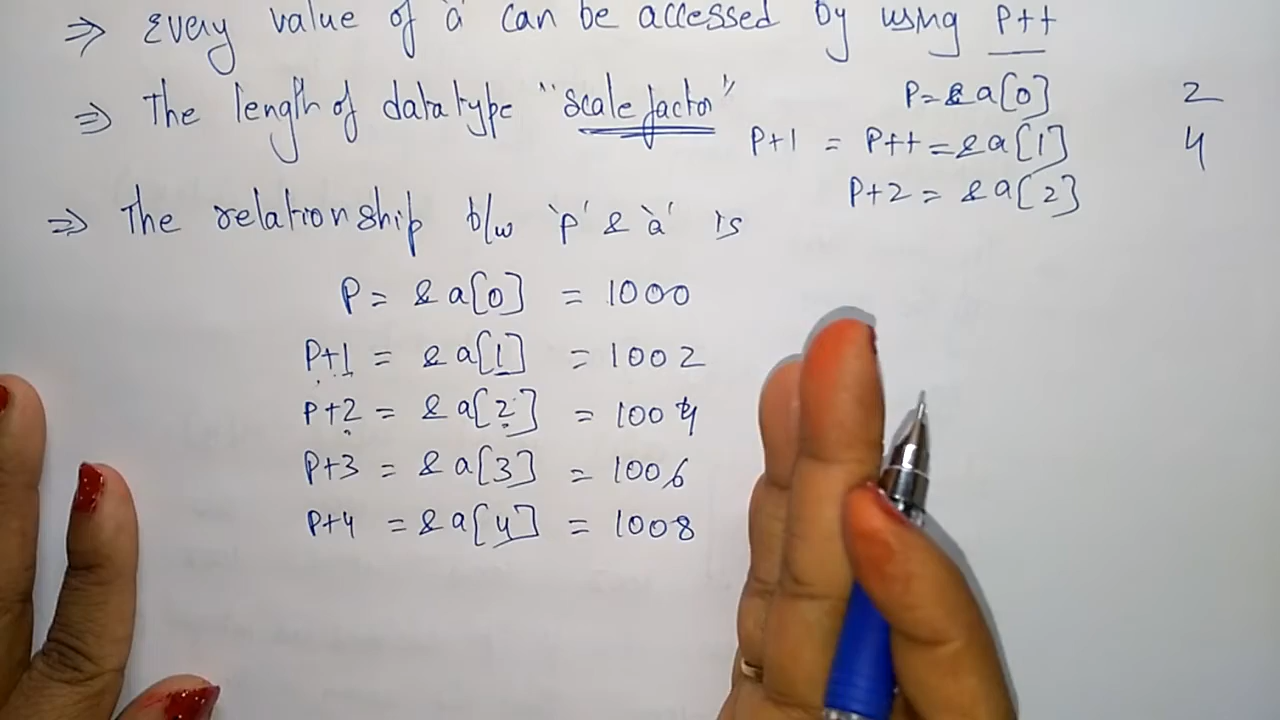 ⇒ Every value of 'a' can be accessed by using P++
⇒ The length of datatype "scale factor"
P = &a[0]
2
P+1 = P++ = &a[1]
4
P+2 = &a[2]
⇒ The relationship b/w 'p' & 'a' is
P = &a[0] = 1000
P+1 = &a[1] = 1002
P+2 = &a[2] = 1004
P+3 = &a[3] = 1006
P+4 = &a[4] = 1008